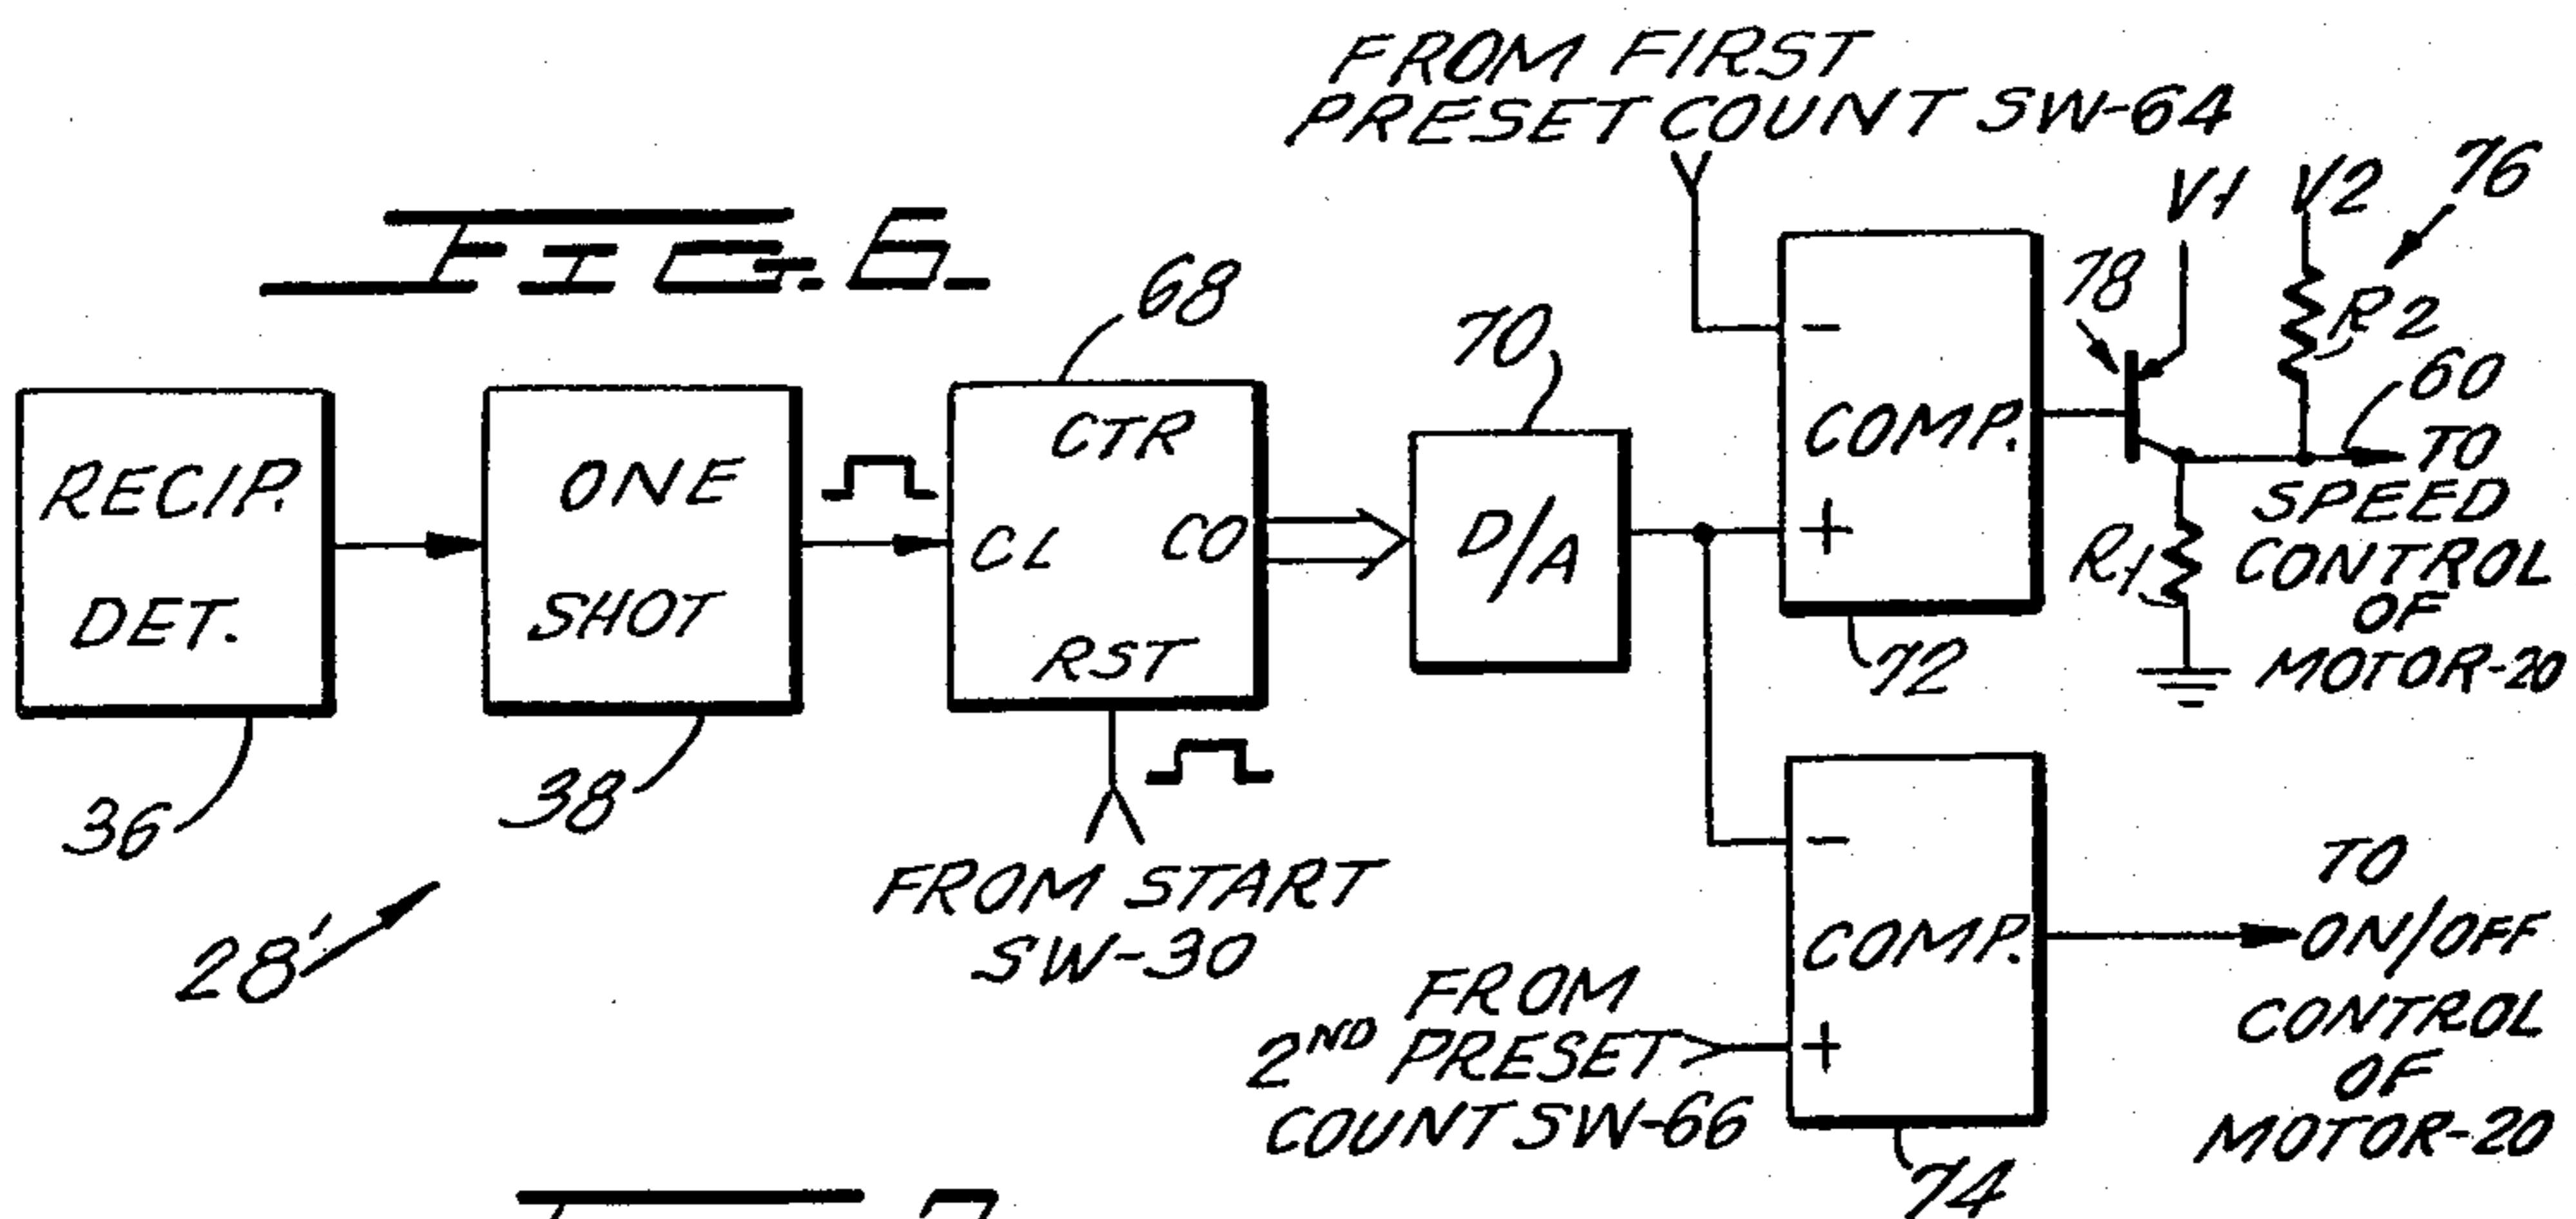 FROM FIRST
PRESET COUNT SW-64
FIG. 6.
V1 V2 76
78
R2
60
68
70
RECIP.
DET.
ONE
SHOT
CTR
CL CO
RST
D/A
-
COMP.
+
TO
SPEED
CONTROL
OF
MOTOR-20
R1
72
36
38
28'
FROM START
SW-30
-
COMP.
+
FROM
2ND PRESET
COUNT SW-66
TO
ON/OFF
CONTROL
OF
MOTOR-20
74